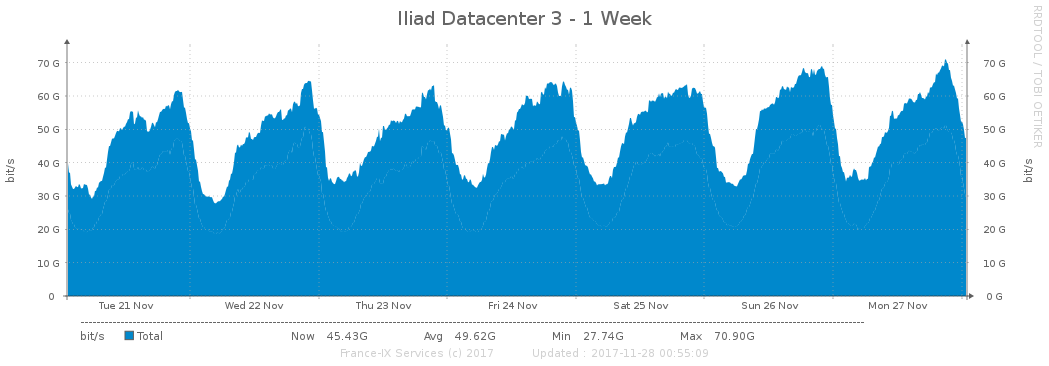 Iliad Datacenter 3 - 1 Week
RRDTOOL / TOBI OETIKER
70 G 70 G
60 G 60 G
50 G 50 G
40 G 40 G
30 G 30 G
20 G 20 G
10 G 10 G
0 0 G
bit/s bit/s
Tue 21 Nov Wed 22 Nov Thu 23 Nov Fri 24 Nov Sat 25 Nov Sun 26 Nov Mon 27 Nov
bit/s Total Now 45.43G Avg 49.62G Min 27.74G Max 70.90G
France-IX Services (c) 2017 Updated : 2017-11-28 00:55:09